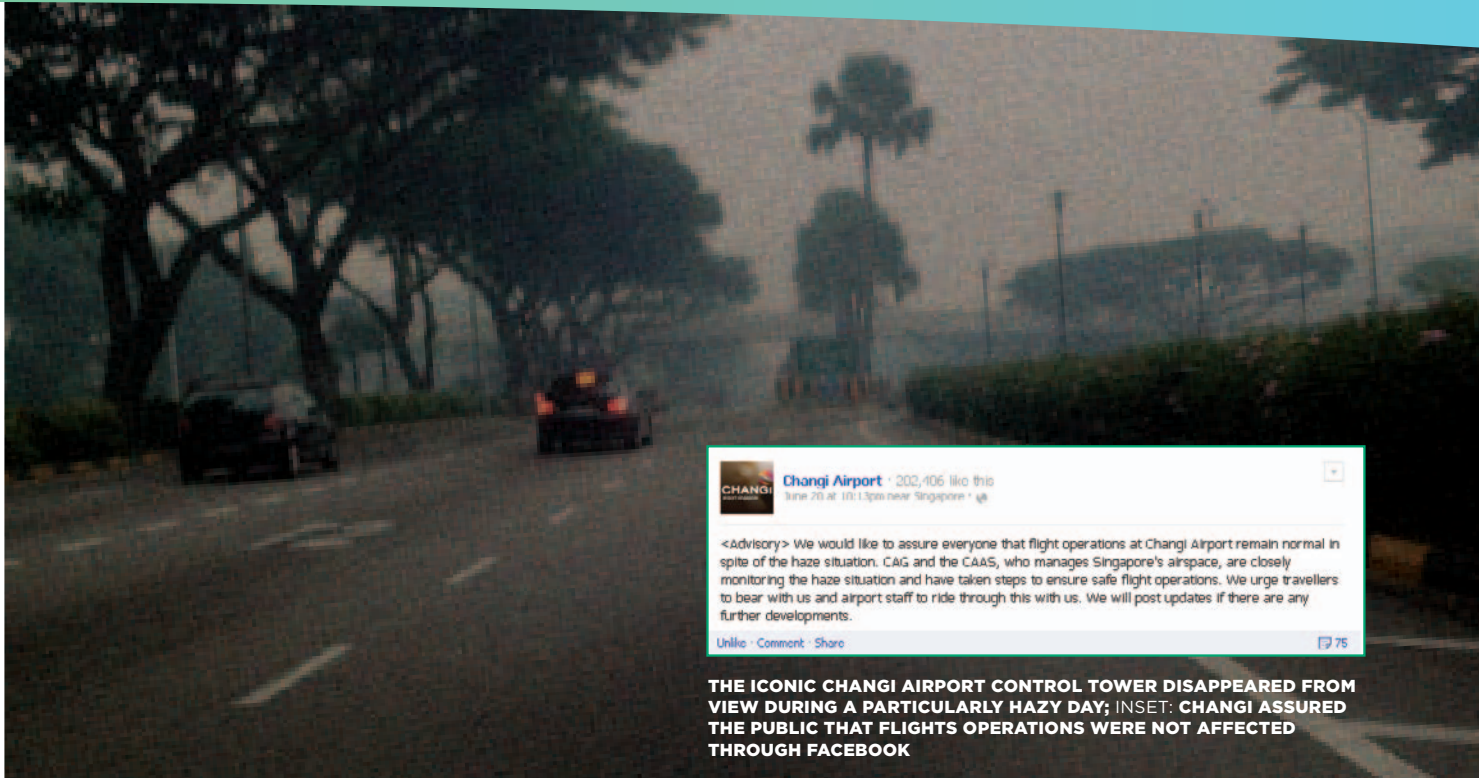 CHANGI
Changi Airport · 202,406 like this
June 20 at 10:13pm near Singapore ·
<Advisory> We would like to assure everyone that flight operations at Changi Airport remain normal in
spite of the haze situation. CAG and the CAAS, who manages Singapore's airspace, are closely
monitoring the haze situation and have taken steps to ensure safe flight operations. We urge travellers
to bear with us and airport staff to ride through this with us. We will post updates if there are any
further developments.
Unlike · Comment · Share 75
THE ICONIC CHANGI AIRPORT CONTROL TOWER DISAPPEARED FROM
VIEW DURING A PARTICULARLY HAZY DAY; INSET: CHANGI ASSURED
THE PUBLIC THAT FLIGHTS OPERATIONS WERE NOT AFFECTED
THROUGH FACEBOOK